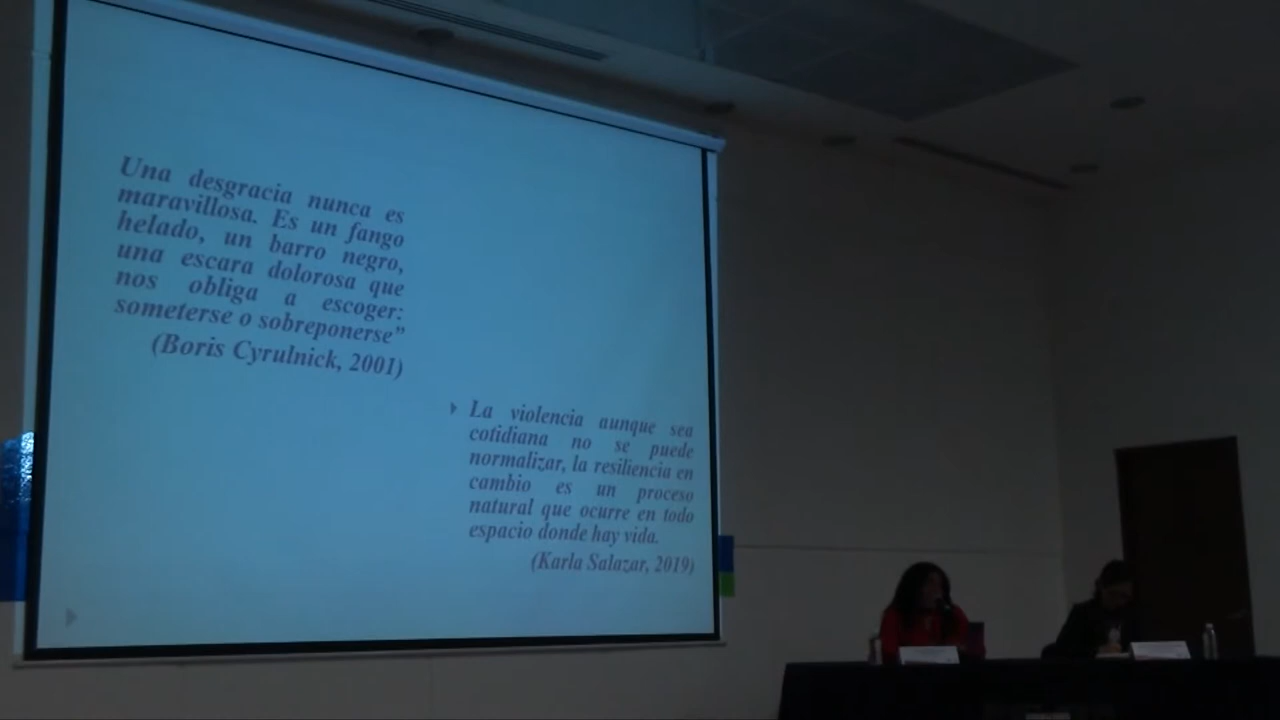 Una desgracia nunca es
maravillosa. Es un fango
helado, un barro negro,
una escara dolorosa que
nos obliga a escoger:
someterse o sobreponerse”
(Boris Cyrulnick, 2001)
La violencia aunque sea
cotidiana no se puede
normalizar, la resiliencia en
cambio es un proceso
natural que ocurre en todo
espacio donde hay vida.
(Karla Salazar, 2019)